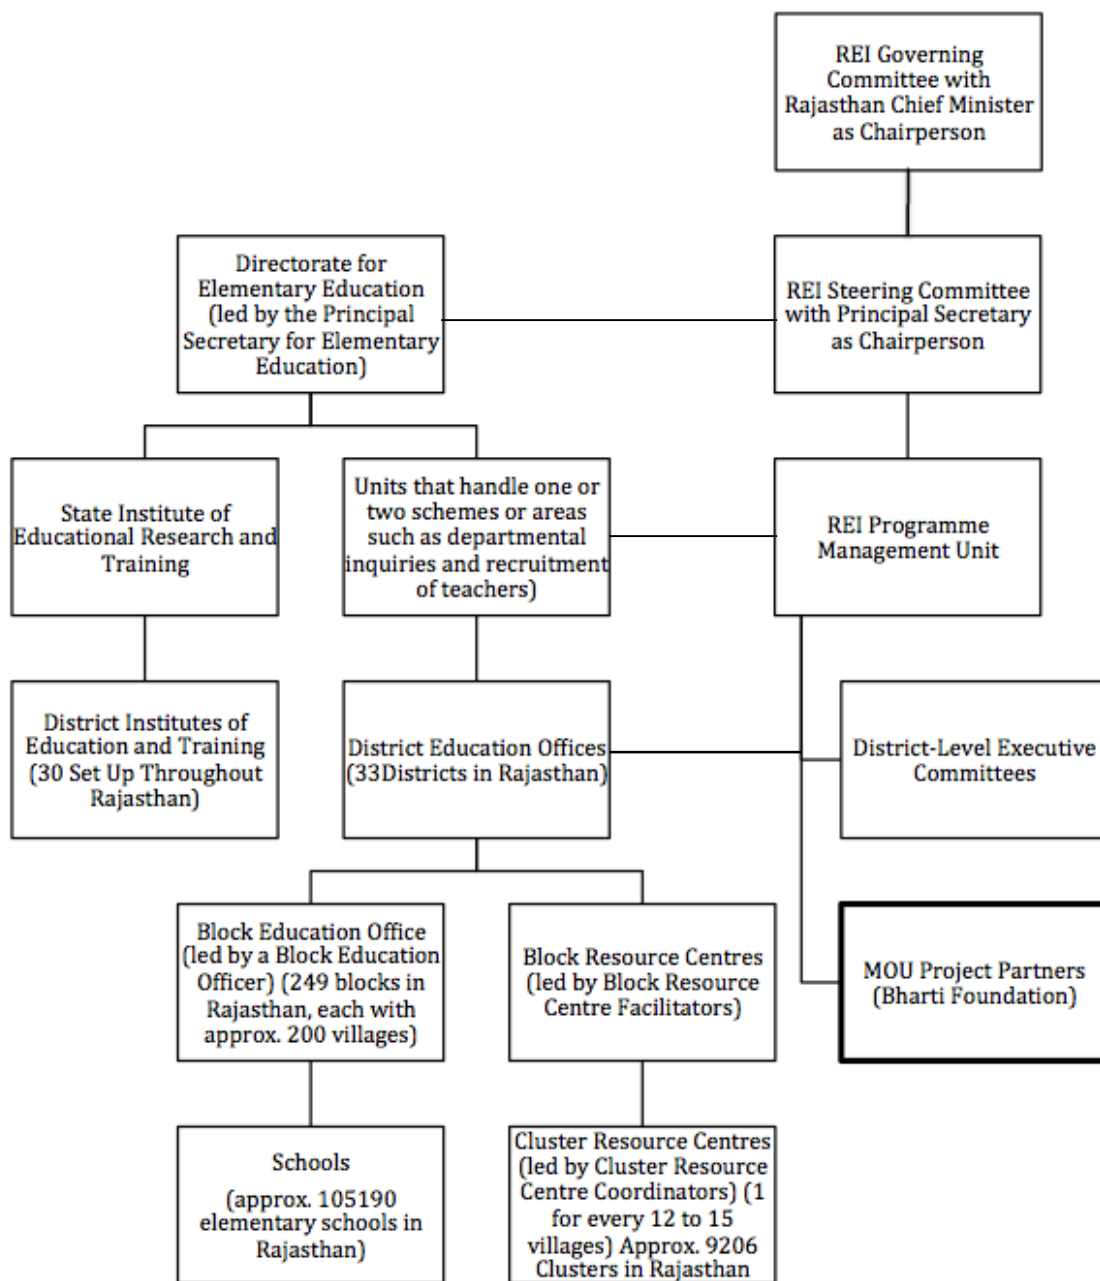 REI Governing
Committee with
Rajasthan Chief Minister
as Chairperson
Directorate for
Elementary Education
(led by the Principal
Secretary for Elementary
Education)
REI Steering Committee
with Principal Secretary
as Chairperson
State Institute of
Educational Research and
Training
Units that handle one or
two schemes or areas
such as departmental
inquiries and recruitment
of teachers)
REI Programme
Management Unit
District Institutes of
Education and Training
(30 Set Up Throughout
Rajasthan)
District Education Offices
(33Districts in Rajasthan)
District-Level Executive
Committees
Block Education Office
(led by a Block Education
Officer) (249 blocks in
Rajasthan, each with
approx. 200 villages)
Block Resource Centres
(led by Block Resource
Centre Facilitators)
MOU Project Partners
(Bharti Foundation)
Schools
(approx. 105190
elementary schools in
Rajasthan)
Cluster Resource Centres
(led by Cluster Resource
Centre Coordinators) (1
for every 12 to 15
villages) Approx. 9206
Clusters in Rajasthan